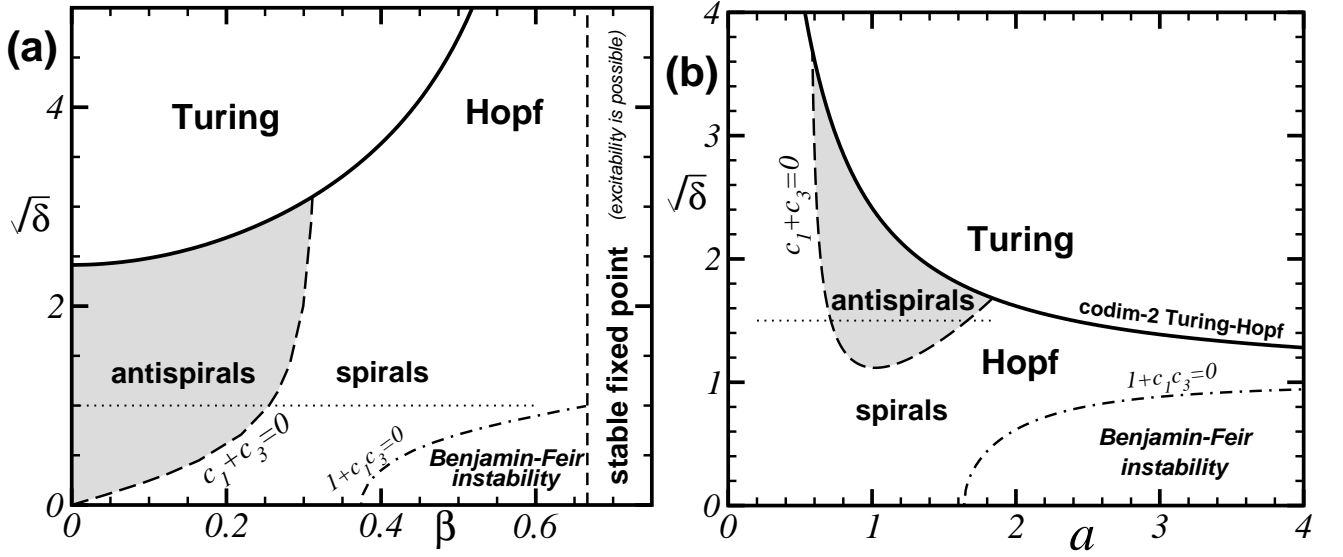 (a)
Turing
Hopf
(excitability is possible)
stable fixed point
√δ
4
2
0
antispirals
spirals
c₁+c₃=0
1+c₁c₃=0
Benjamin-Feir
instability
0
0.2
0.4
β
0.6
(b)
4
3
2
1
0
√δ
c₁+c₃=0
Turing
antispirals
codim-2 Turing-Hopf
Hopf
spirals
1+c₁c₃=0
Benjamin-Feir
instability
0
1
a
2
3
4